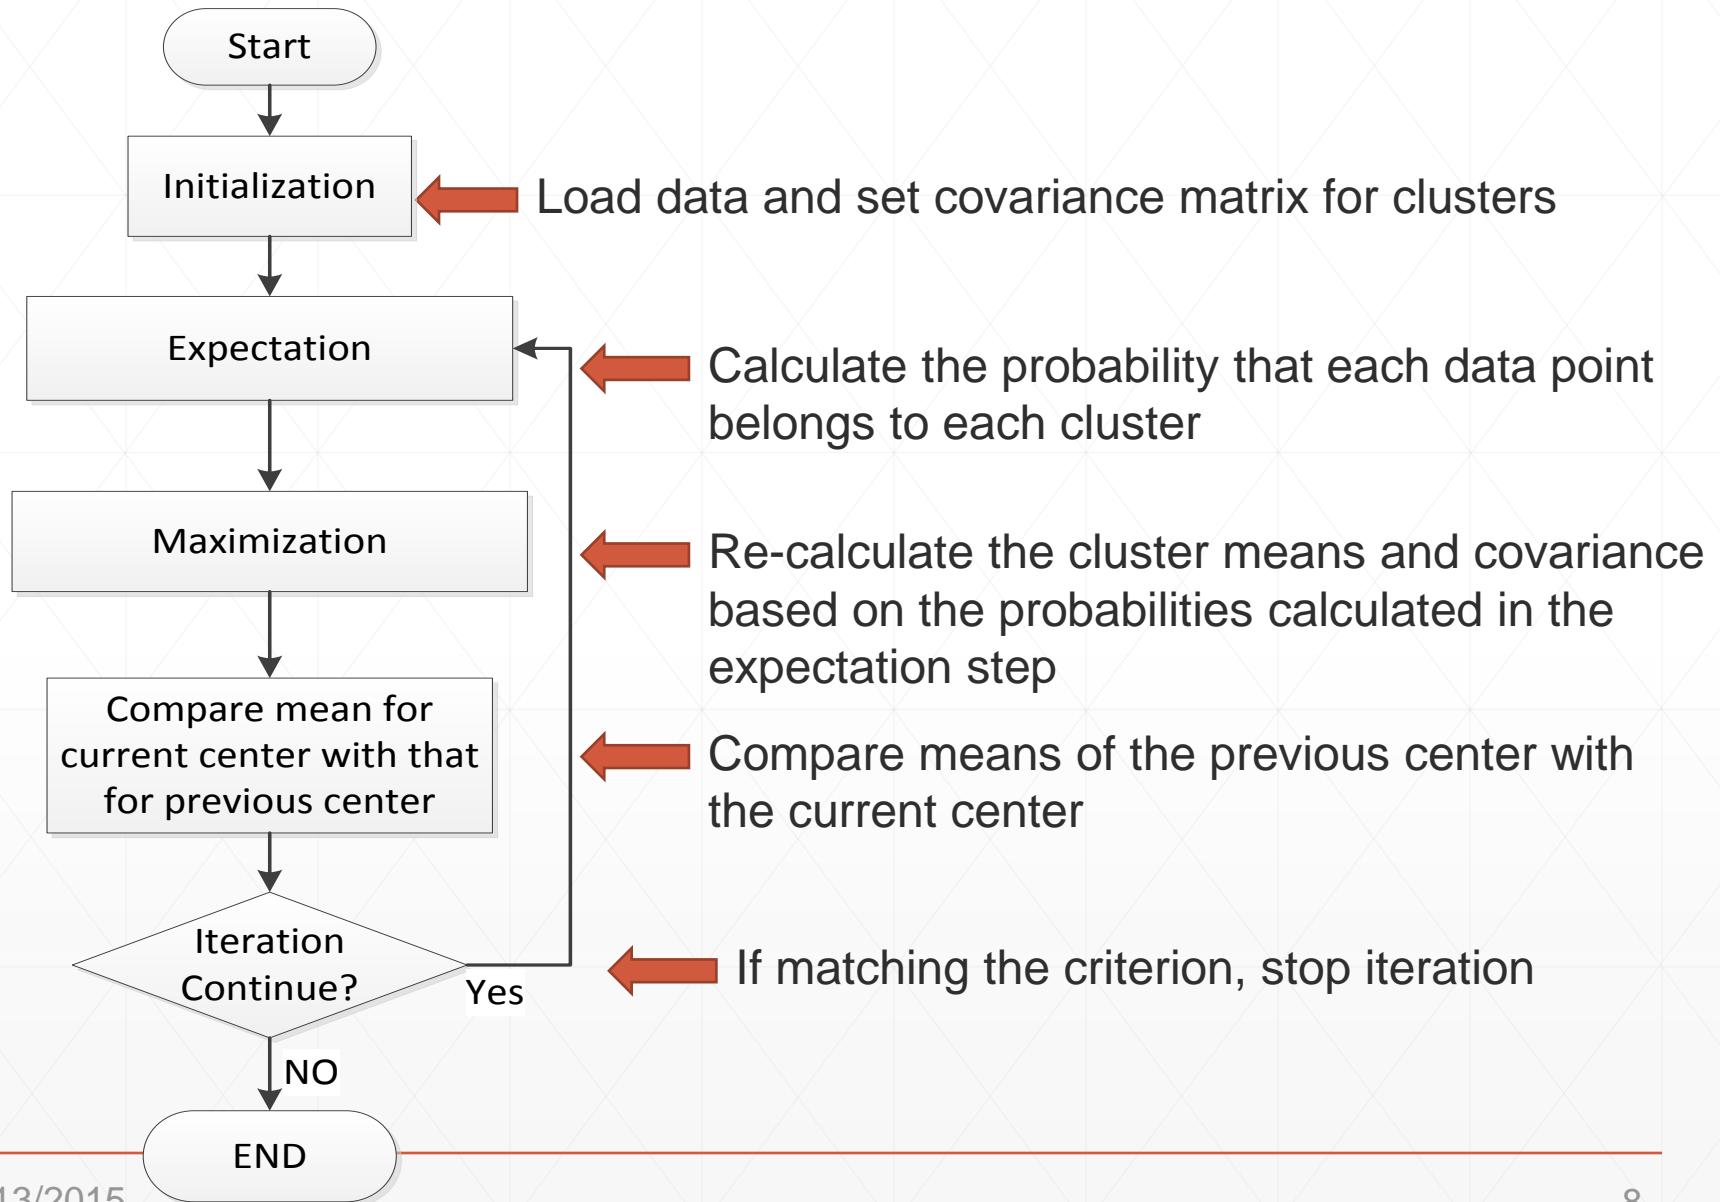 Start
Initialization
Load data and set covariance matrix for clusters
Expectation
Calculate the probability that each data point
belongs to each cluster
Maximization
Re-calculate the cluster means and covariance
based on the probabilities calculated in the
expectation step
Compare mean for
current center with that
for previous center
Compare means of the previous center with
the current center
Iteration
Continue?
Yes
If matching the criterion, stop iteration
NO
END
13/2015
8